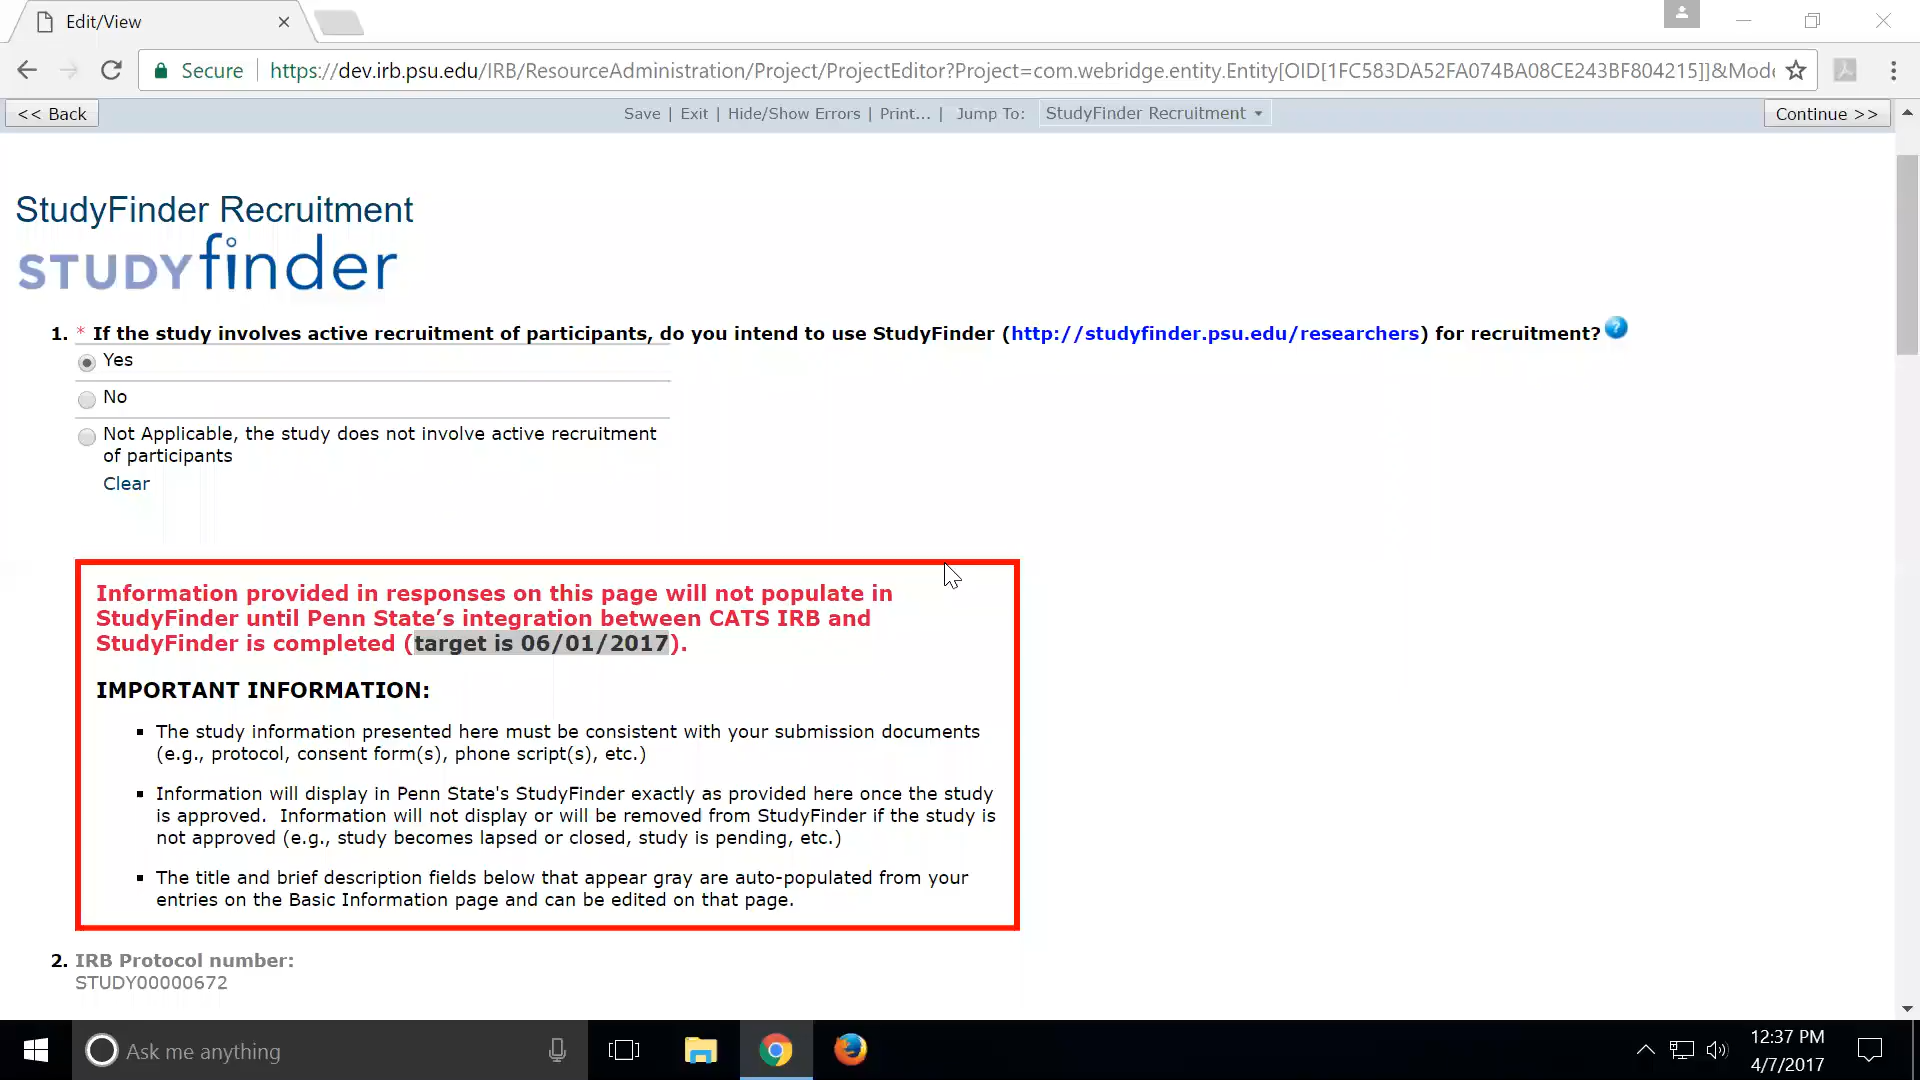 Edit/View
Secure https://dev.irb.psu.edu/IRB/ResourceAdministration/Project/ProjectEditor?Project=com.webridge.entity.Entity[OID[1FC583DA52FA074BA08CE243BF804215]]&Mode
<< Back
Save | Exit | Hide/Show Errors | Print... | Jump To: StudyFinder Recruitment
Continue >>
StudyFinder Recruitment
STUDYfinder
1. * If the study involves active recruitment of participants, do you intend to use StudyFinder (http://studyfinder.psu.edu/researchers) for recruitment? ?
Yes
No
Not Applicable, the study does not involve active recruitment
of participants
Clear
Information provided in responses on this page will not populate in
StudyFinder until Penn State’s integration between CATS IRB and
StudyFinder is completed (target is 06/01/2017).
IMPORTANT INFORMATION:
▪ The study information presented here must be consistent with your submission documents
(e.g., protocol, consent form(s), phone script(s), etc.)
▪ Information will display in Penn State's StudyFinder exactly as provided here once the study
is approved. Information will not display or will be removed from StudyFinder if the study is
not approved (e.g., study becomes lapsed or closed, study is pending, etc.)
▪ The title and brief description fields below that appear gray are auto-populated from your
entries on the Basic Information page and can be edited on that page.
2. IRB Protocol number:
STUDY00000672
Ask me anything
12:37 PM
4/7/2017